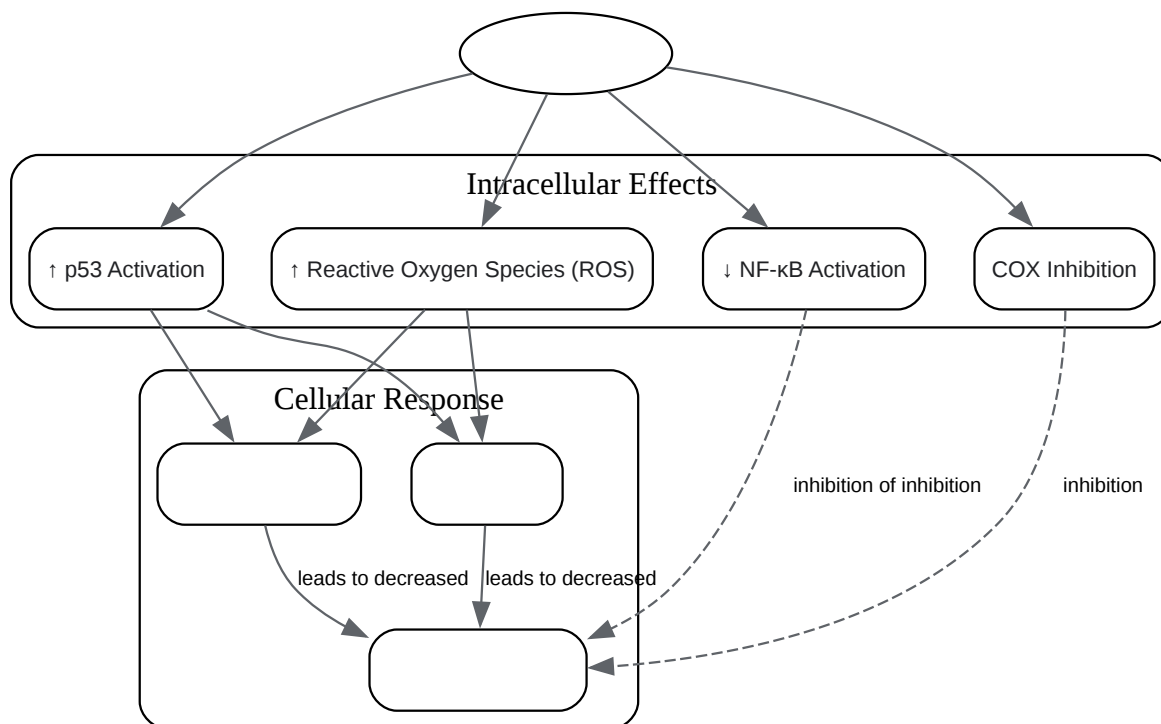 Intracellular Effects
↑ p53 Activation
↑ Reactive Oxygen Species (ROS)
↓ NF-κB Activation
COX Inhibition
Cellular Response
inhibition of inhibition
inhibition
leads to decreased
leads to decreased